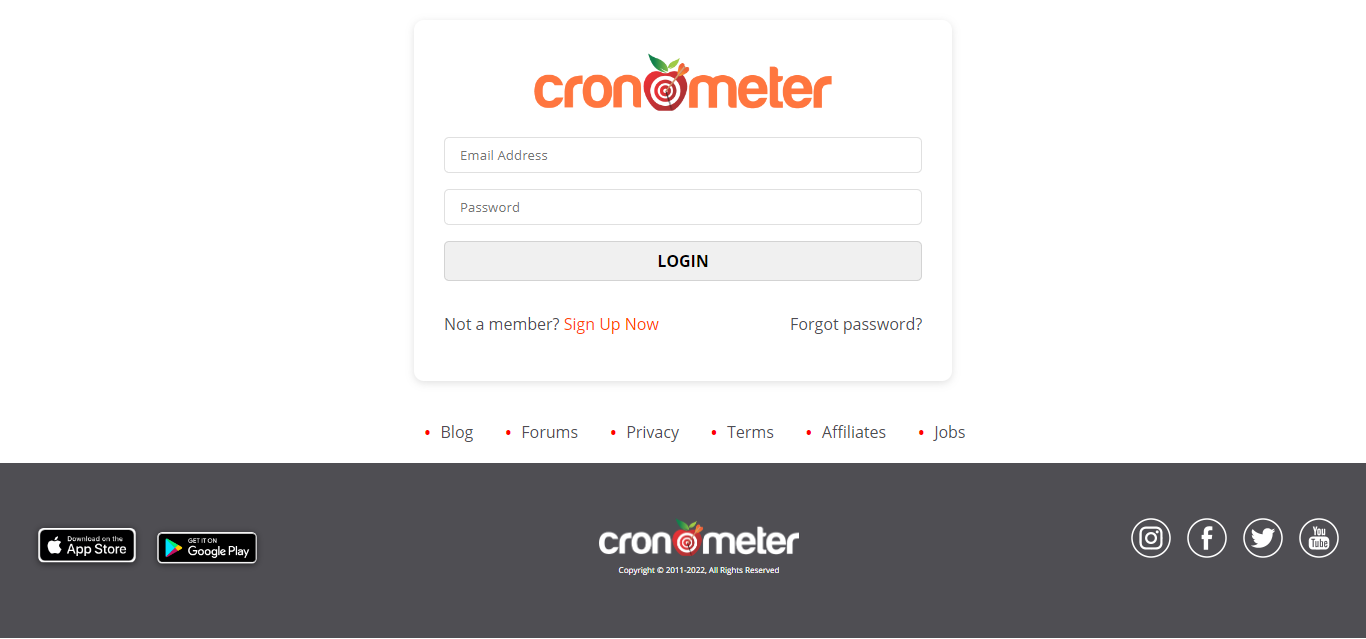 cronometer
Email Address
Password
LOGIN
Not a member? Sign Up Now
Forgot password?
• Blog • Forums • Privacy • Terms • Affiliates • Jobs
Download on the
App Store
GET IT ON
Google Play
cronometer
Copyright © 2011-2022, All Rights Reserved
You
Tube